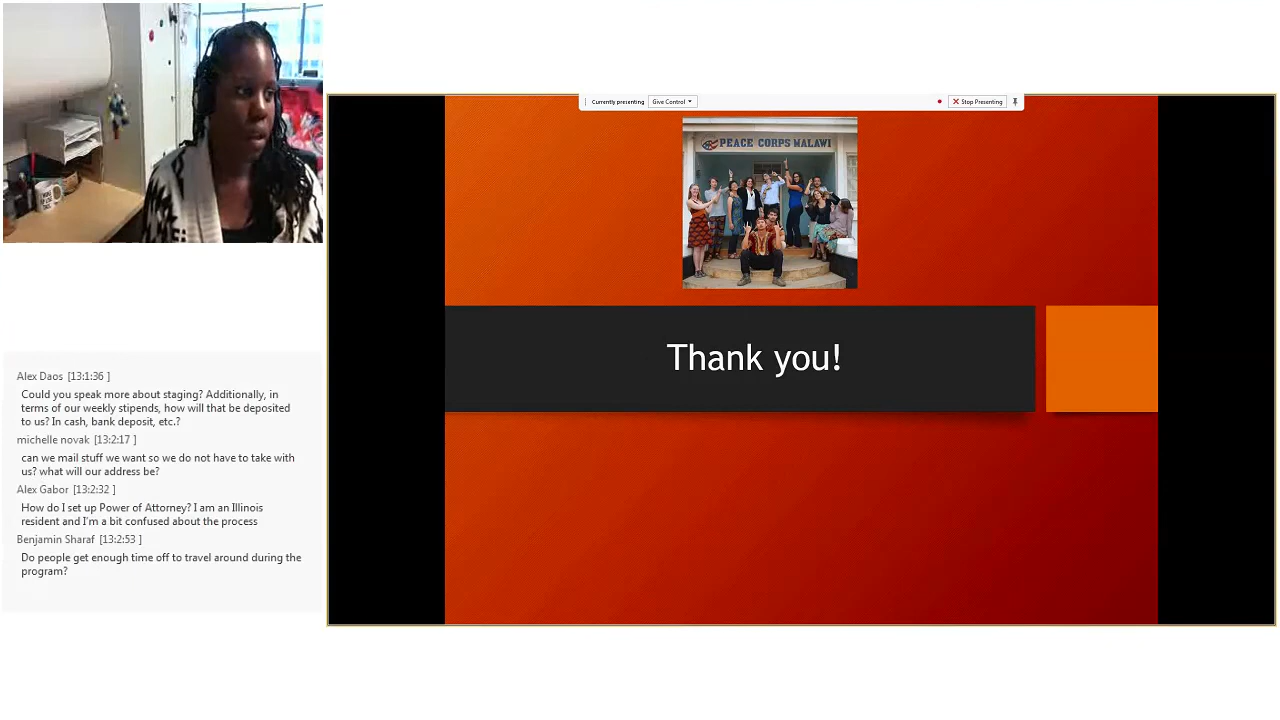 Alex Daos [13:1:36 ]
Could you speak more about staging? Additionally, in
terms of our weekly stipends, how will that be deposited
to us? In cash, bank deposit, etc.?
michelle novak [13:2:17 ]
can we mail stuff we want so we do not have to take with
us? what will our address be?
Alex Gabor [13:2:32 ]
How do I set up Power of Attorney? I am an Illinois
resident and I'm a bit confused about the process
Benjamin Sharaf [13:2:53 ]
Do people get enough time off to travel around during the
program?
Currently presenting Give Control Stop Presenting
PEACE CORPS MALAWI
Thank you!